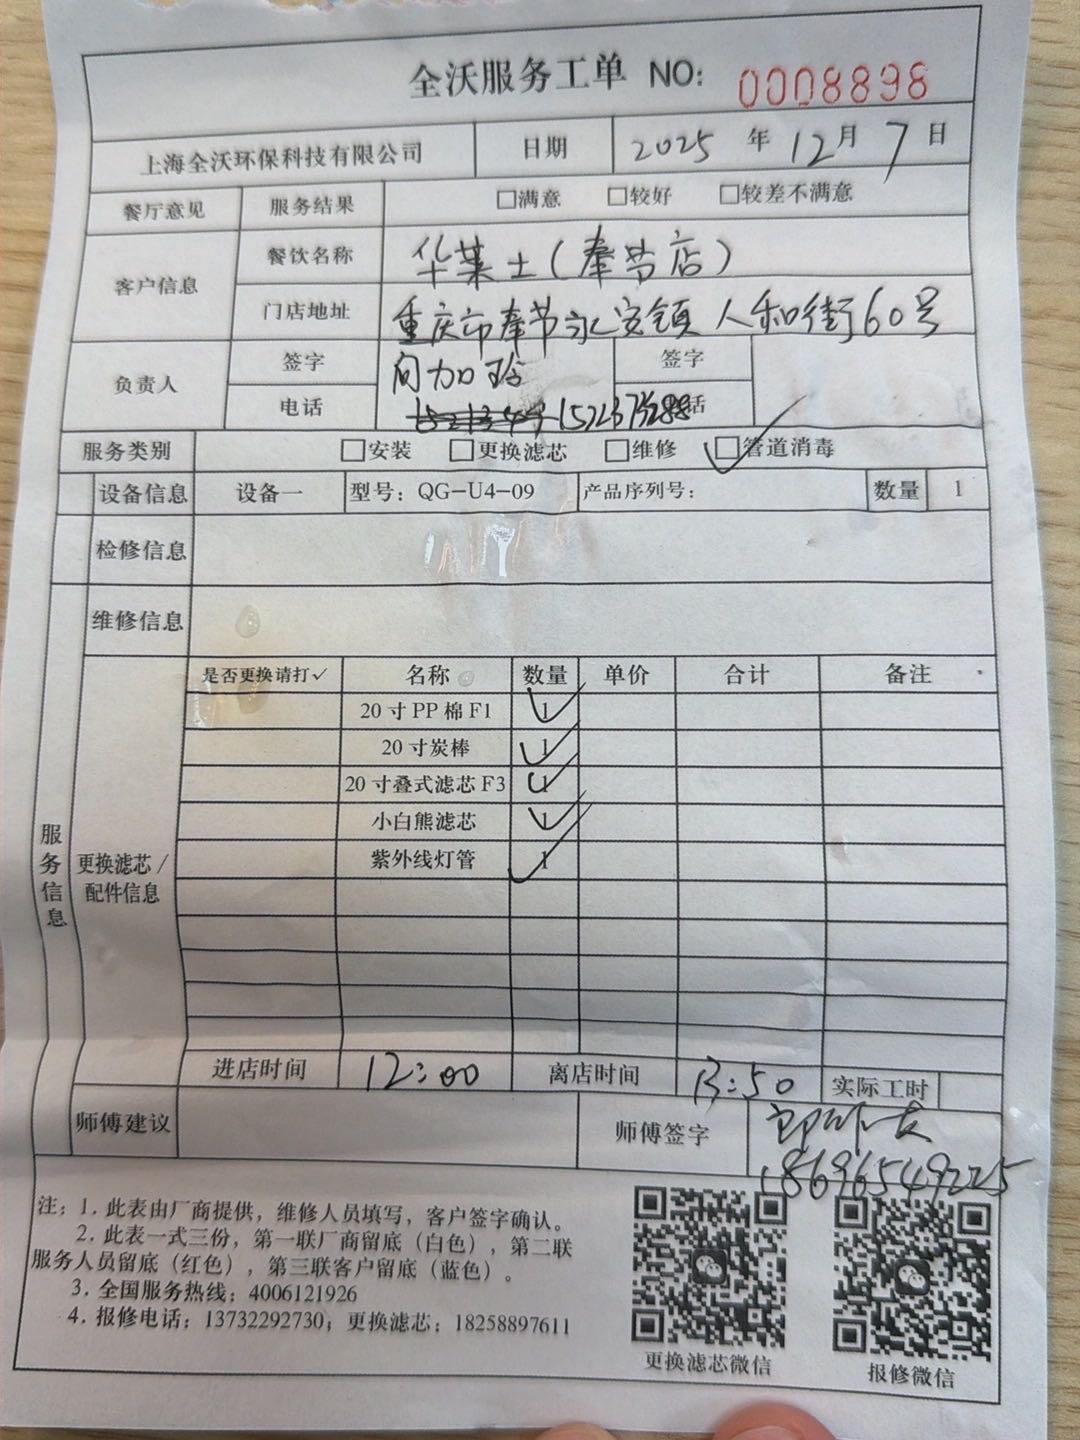 全沃服务工单 NO: 0008898
上海全沃环保科技有限公司 日期 2025 年 12 月 7 日
餐厅意见 服务结果 □满意 □较好 □较差不满意
客户信息 餐饮名称 华莱士(奉节店)
门店地址 重庆市奉节永安镇人和街60号
负责人 签字 向加 签字
电话 话
服务类别 □安装 □更换滤芯 □维修 ☑管道消毒
设备信息 设备一 型号：QG-U4-09 产品序列号： 数量 1
检修信息
维修信息
是否更换请打✓ 名称 数量 单价 合计 备注
20寸PP棉F1 1 ✓
20寸炭棒 1 ✓
20寸叠式滤芯F3 1 ✓
小白熊滤芯 1 ✓
紫外线灯管 1 ✓
服务信息
更换滤芯/
配件信息
进店时间 12:00 离店时间 13:50 实际工时
师傅建议 师傅签字
18696549225
注：1. 此表由厂商提供，维修人员填写，客户签字确认。
2. 此表一式三份，第一联厂商留底（白色），第二联
服务人员留底（红色），第三联客户留底（蓝色）。
3. 全国服务热线：4006121926
4. 报修电话：13732292730；更换滤芯：18258897611
更换滤芯微信 报修微信